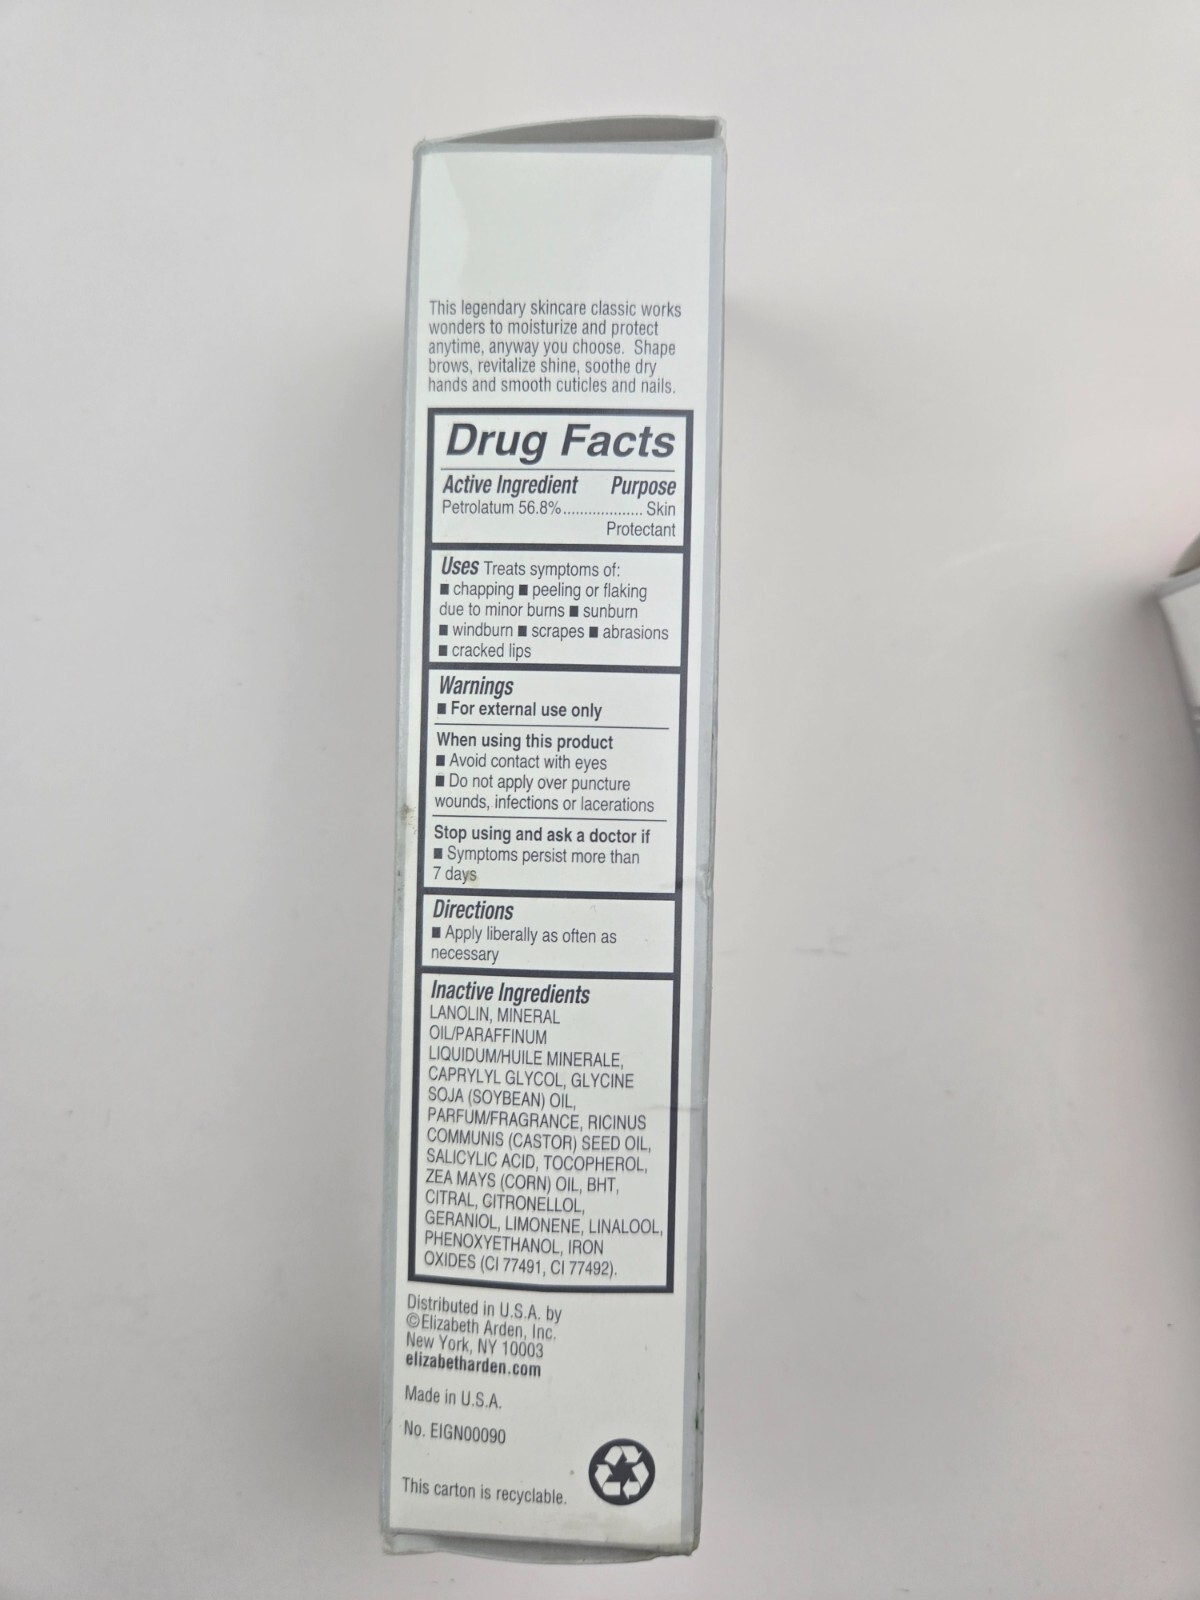 This legendary skincare classic works
wonders to moisturize and protect
anytime, anyway you choose. Shape
brows, revitalize shine, soothe dry
hands and smooth cuticles and nails.
Drug Facts
Active Ingredient Purpose
Petrolatum 56.8%................... Skin
Protectant
Uses Treats symptoms of:
■ chapping ■ peeling or flaking
due to minor burns ■ sunburn
■ windburn ■ scrapes ■ abrasions
■ cracked lips
Warnings
■ For external use only
When using this product
■ Avoid contact with eyes
■ Do not apply over puncture
wounds, infections or lacerations
Stop using and ask a doctor if
■ Symptoms persist more than
7 days
Directions
■ Apply liberally as often as
necessary
Inactive Ingredients
LANOLIN, MINERAL
OIL/PARAFFINUM
LIQUIDUM/HUILE MINERALE,
CAPRYLYL GLYCOL, GLYCINE
SOJA (SOYBEAN) OIL,
PARFUM/FRAGRANCE, RICINUS
COMMUNIS (CASTOR) SEED OIL,
SALICYLIC ACID, TOCOPHEROL,
ZEA MAYS (CORN) OIL, BHT,
CITRAL, CITRONELLOL,
GERANIOL, LIMONENE, LINALOOL,
PHENOXYETHANOL, IRON
OXIDES (CI 77491, CI 77492).
Distributed in U.S.A. by
©Elizabeth Arden, Inc.
New York, NY 10003
elizabetharden.com
Made in U.S.A.
No. EIGN00090
This carton is recyclable.